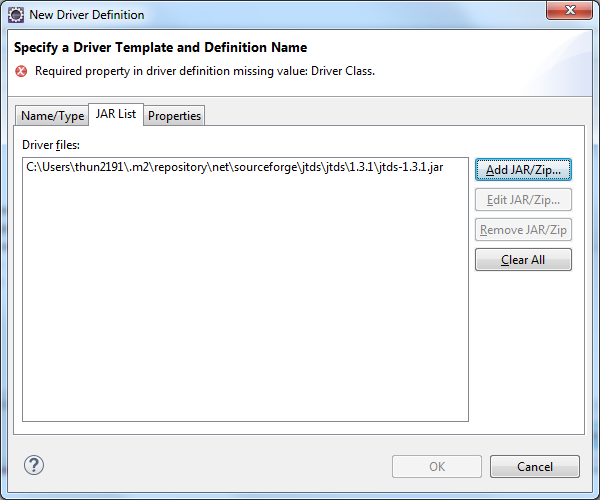 New Driver Definition
Specify a Driver Template and Definition Name
Required property in driver definition missing value: Driver Class.
Name/Type JAR List Properties
Driver files:
C:\Users\thun2191\.m2\repository\net\sourceforge\jtds\jtds\1.3.1\jtds-1.3.1.jar
Add JAR/Zip...
Edit JAR/Zip...
Remove JAR/Zip
Clear All
? OK Cancel